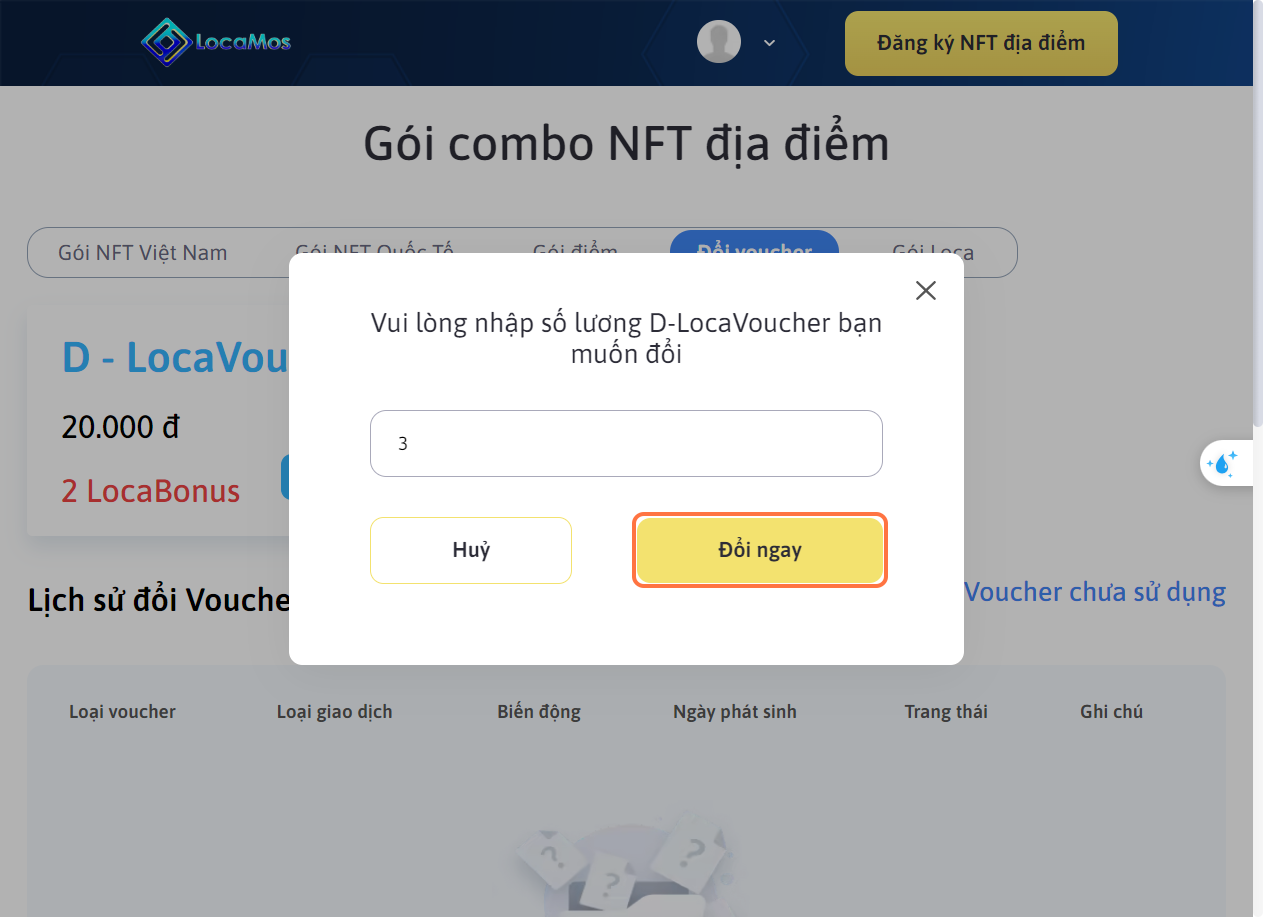 LocaMos
Đăng ký NFT địa điểm
Gói combo NFT địa điểm
Gói NFT Việt Nam Gói NFT Quốc Tế Gói điểm Đổi voucher Gói Loca
Vui lòng nhập số lương D-LocaVoucher bạn
muốn đổi
D - LocaVou
20.000 đ
3
2 LocaBonus
Huỷ Đổi ngay
Lịch sử đổi Vouche
Voucher chưa sử dụng
Loại voucher Loại giao dịch Biến động Ngày phát sinh Trang thái Ghi chú